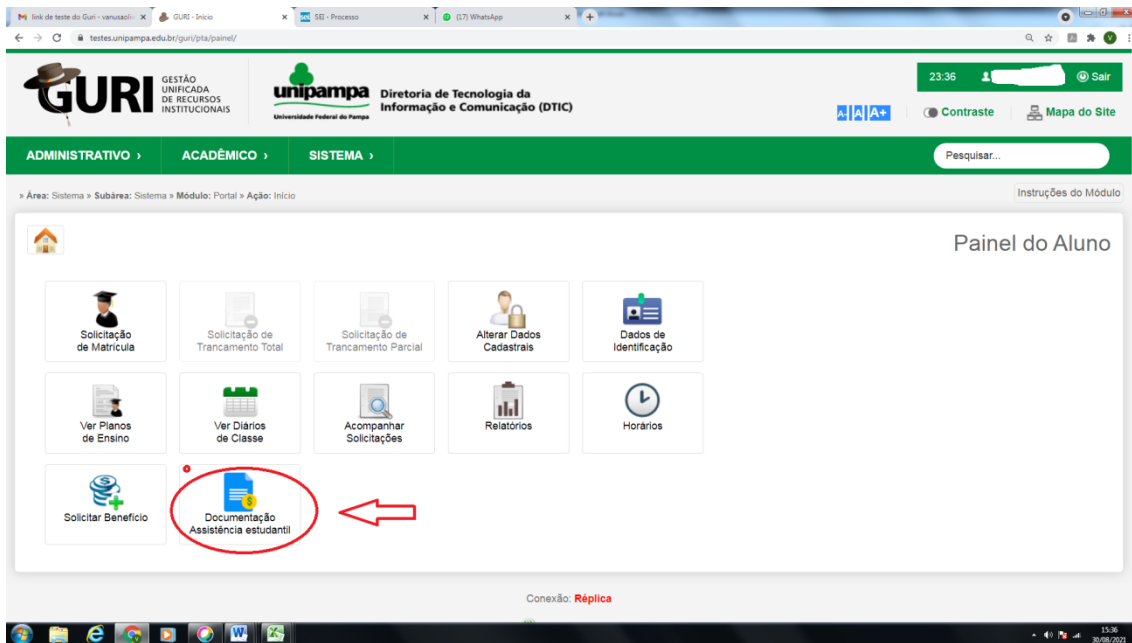 link de teste do Guri - vanusaoli
GURI - Início
SEI - Processo
(17) WhatsApp
testes.unipampa.edu.br/guri/pta/painel/
V
GURI
GESTÃO
UNIFICADA
DE RECURSOS
INSTITUCIONAIS
unipampa
Universidade Federal do Pampa
Diretoria de Tecnologia da
Informação e Comunicação (DTIC)
23:36
Sair
A- A A+
Contraste
Mapa do Site
ADMINISTRATIVO ›
ACADÊMICO ›
SISTEMA ›
Pesquisar...
» Área: Sistema » Subárea: Sistema » Módulo: Portal » Ação: Início
Instruções do Módulo
Painel do Aluno
Solicitação
de Matrícula
Solicitação de
Trancamento Total
Solicitação de
Trancamento Parcial
Alterar Dados
Cadastrais
Dados de
Identificação
Ver Planos
de Ensino
Ver Diários
de Classe
Acompanhar
Solicitações
Relatórios
Horários
Solicitar Benefício
Documentação
Assistência estudantil
Conexão: Réplica
15:36
30/08/2021